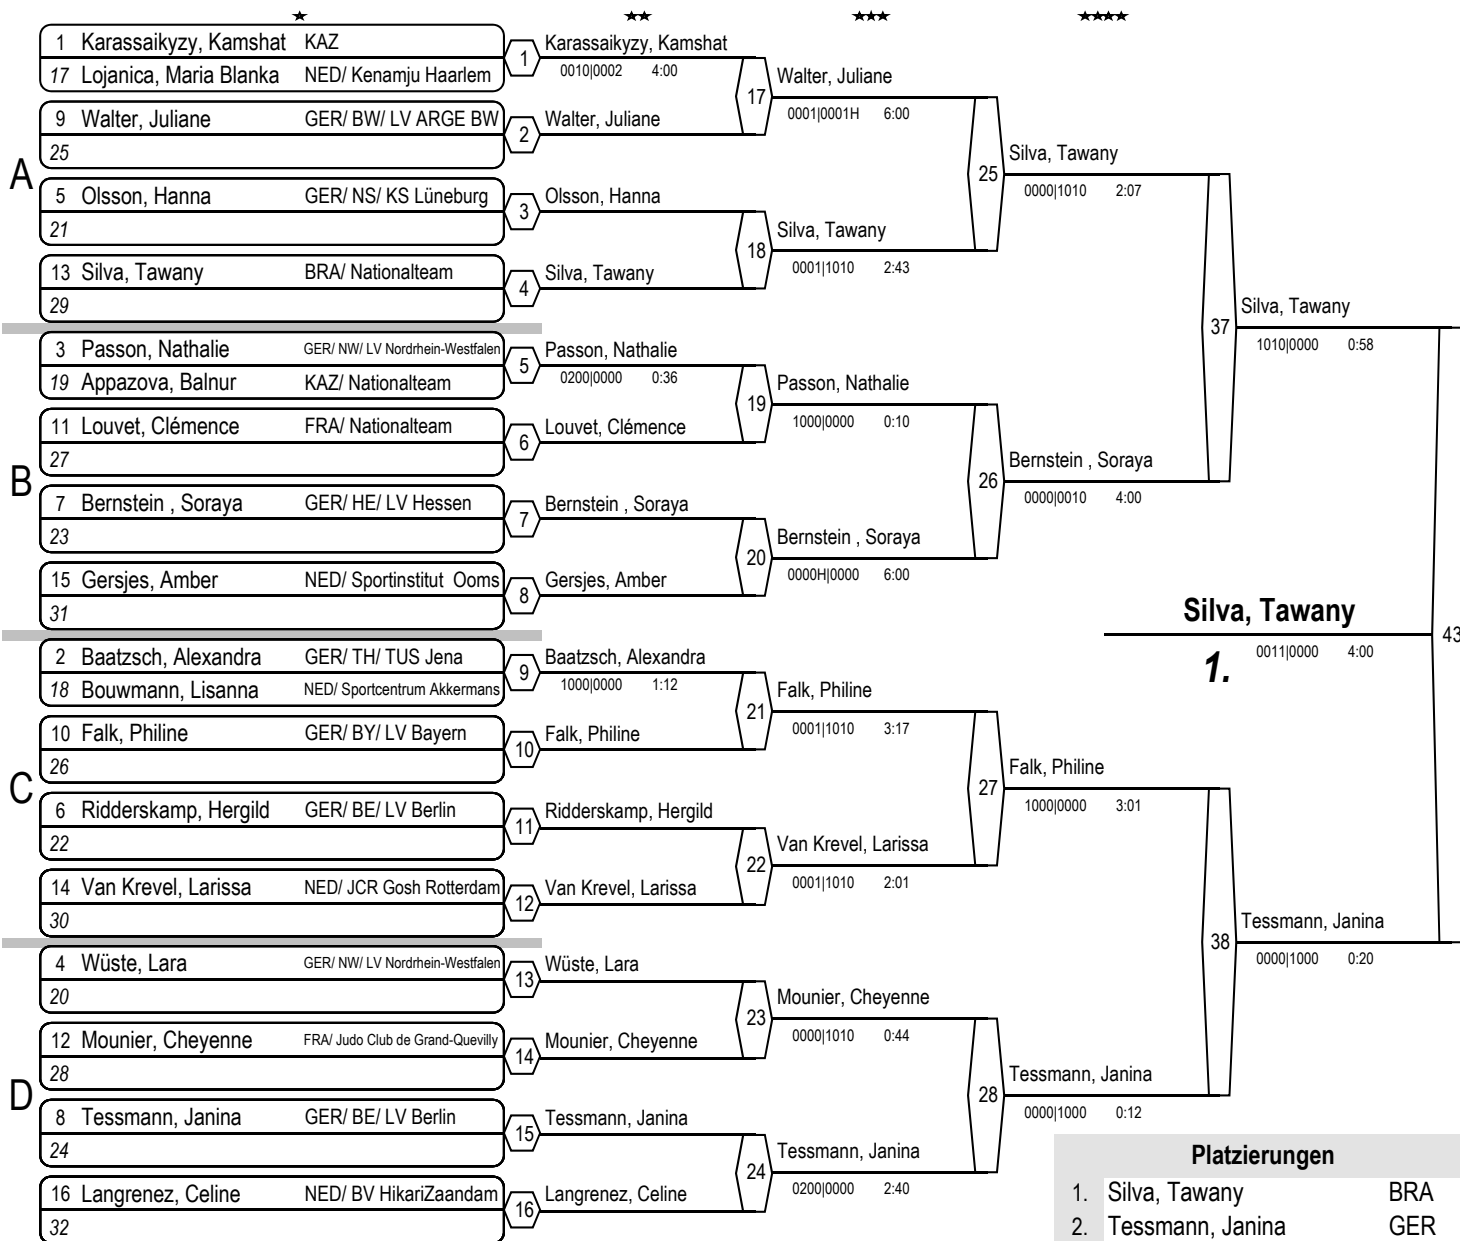 1 Karassaikyzy, Kamshat KAZ
17 Lojanica, Maria Blanka NED/ Kenamju Haarlem
1
Karassaikyzy, Kamshat
0010|0002 4:00
9 Walter, Juliane GER/ BW/ LV ARGE BW
25
2
Walter, Juliane
17
Walter, Juliane
0001|0001H 6:00
A
5 Olsson, Hanna GER/ NS/ KS Lüneburg
21
3
Olsson, Hanna
13 Silva, Tawany BRA/ Nationalteam
29
4
Silva, Tawany
18
Silva, Tawany
0001|1010 2:43
25
Silva, Tawany
0000|1010 2:07
3 Passon, Nathalie GER/ NW/ LV Nordrhein-Westfalen
19 Appazova, Balnur KAZ/ Nationalteam
5
Passon, Nathalie
0200|0000 0:36
11 Louvet, Clémence FRA/ Nationalteam
27
6
Louvet, Clémence
19
Passon, Nathalie
1000|0000 0:10
B
7 Bernstein , Soraya GER/ HE/ LV Hessen
23
7
Bernstein , Soraya
15 Gersjes, Amber NED/ Sportinstitut Ooms
31
8
Gersjes, Amber
20
Bernstein , Soraya
0000H|0000 6:00
26
Bernstein , Soraya
0000|0010 4:00
37
Silva, Tawany
1010|0000 0:58
Silva, Tawany
1.
0011|0000 4:00
43
2 Baatzsch, Alexandra GER/ TH/ TUS Jena
18 Bouwmann, Lisanna NED/ Sportcentrum Akkermans
9
Baatzsch, Alexandra
1000|0000 1:12
10 Falk, Philine GER/ BY/ LV Bayern
26
10
Falk, Philine
21
Falk, Philine
0001|1010 3:17
C
6 Ridderskamp, Hergild GER/ BE/ LV Berlin
22
11
Ridderskamp, Hergild
14 Van Krevel, Larissa NED/ JCR Gosh Rotterdam
30
12
Van Krevel, Larissa
22
Van Krevel, Larissa
0001|1010 2:01
27
Falk, Philine
1000|0000 3:01
4 Wüste, Lara GER/ NW/ LV Nordrhein-Westfalen
20
13
Wüste, Lara
12 Mounier, Cheyenne FRA/ Judo Club de Grand-Quevilly
28
14
Mounier, Cheyenne
23
Mounier, Cheyenne
0000|1010 0:44
D
8 Tessmann, Janina GER/ BE/ LV Berlin
24
15
Tessmann, Janina
16 Langrenez, Celine NED/ BV HikariZaandam
32
16
Langrenez, Celine
24
Tessmann, Janina
0200|0000 2:40
28
Tessmann, Janina
0000|1000 0:12
38
Tessmann, Janina
0000|1000 0:20
Platzierungen
1. Silva, Tawany BRA
2. Tessmann, Janina GER